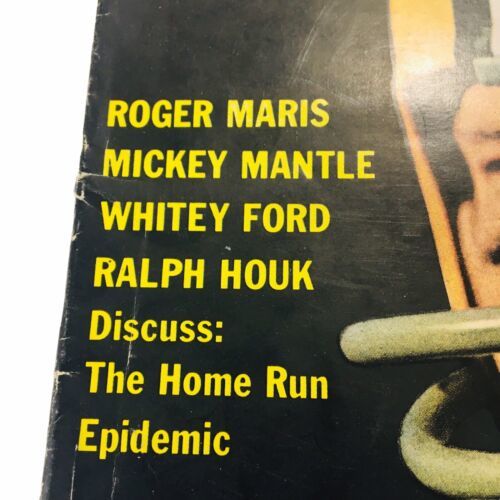 ROGER MARIS
MICKEY MANTLE
WHITEY FORD
RALPH HOUK
Discuss:
The Home Run
Epidemic